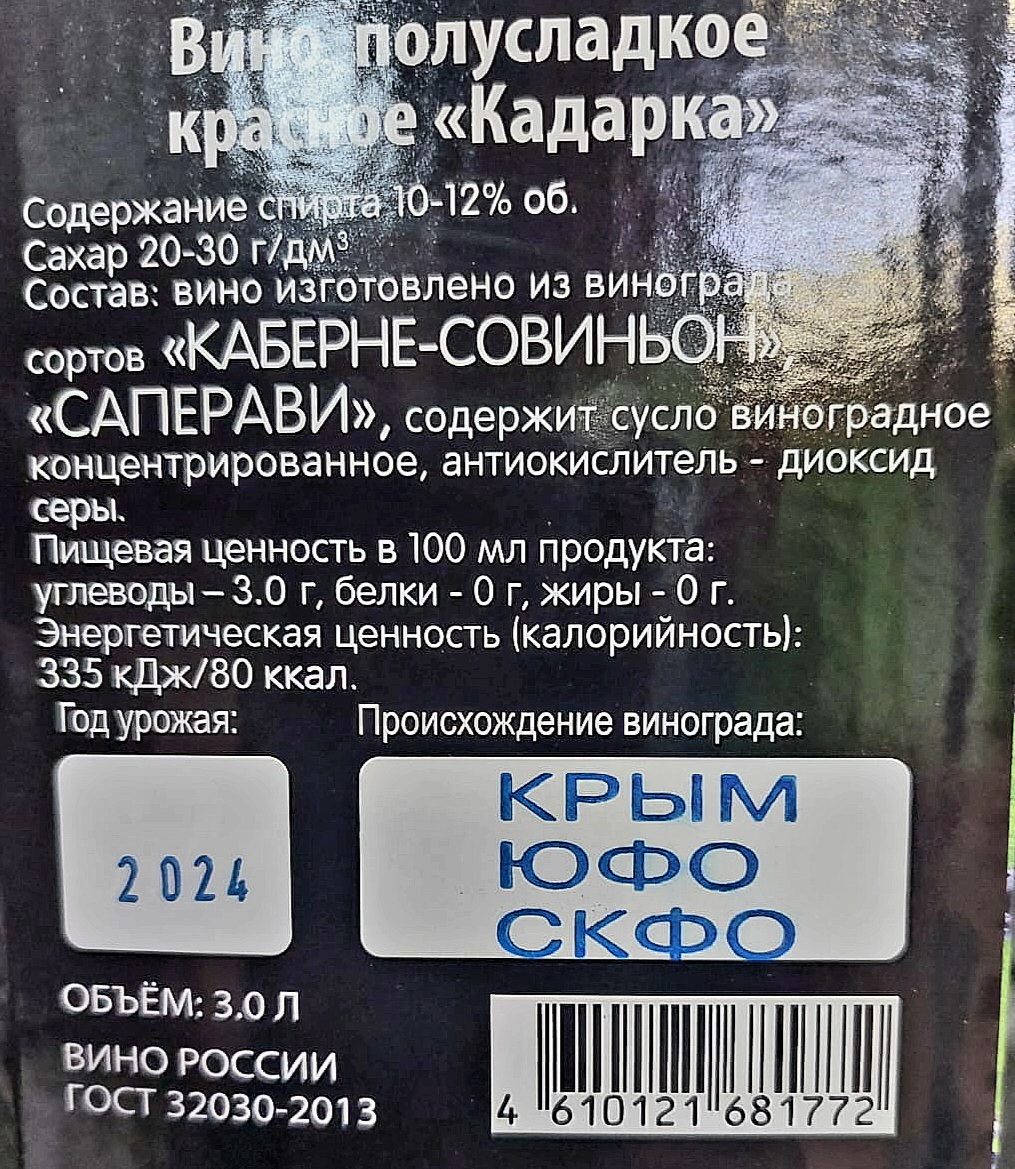 Вино полусладкое
красное «Кадарка»
Содержание спирта 10-12% об.
Сахар 20-30 г/дм³
Состав: вино изготовлено из винограда
сортов «КАБЕРНЕ-СОВИНЬОН»,
«САПЕРАВИ», содержит сусло виноградное
концентрированное, антиокислитель - диоксид
серы.
Пищевая ценность в 100 мл продукта:
углеводы – 3.0 г, белки - 0 г, жиры - 0 г.
Энергетическая ценность (калорийность):
335 кДж/80 ккал.
Год урожая:
Происхождение винограда:
2024
КРЫМ
ЮФО
СКФО
ОБЪЁМ: 3.0 Л
ВИНО РОССИИ
ГОСТ 32030-2013
4 610121 681772